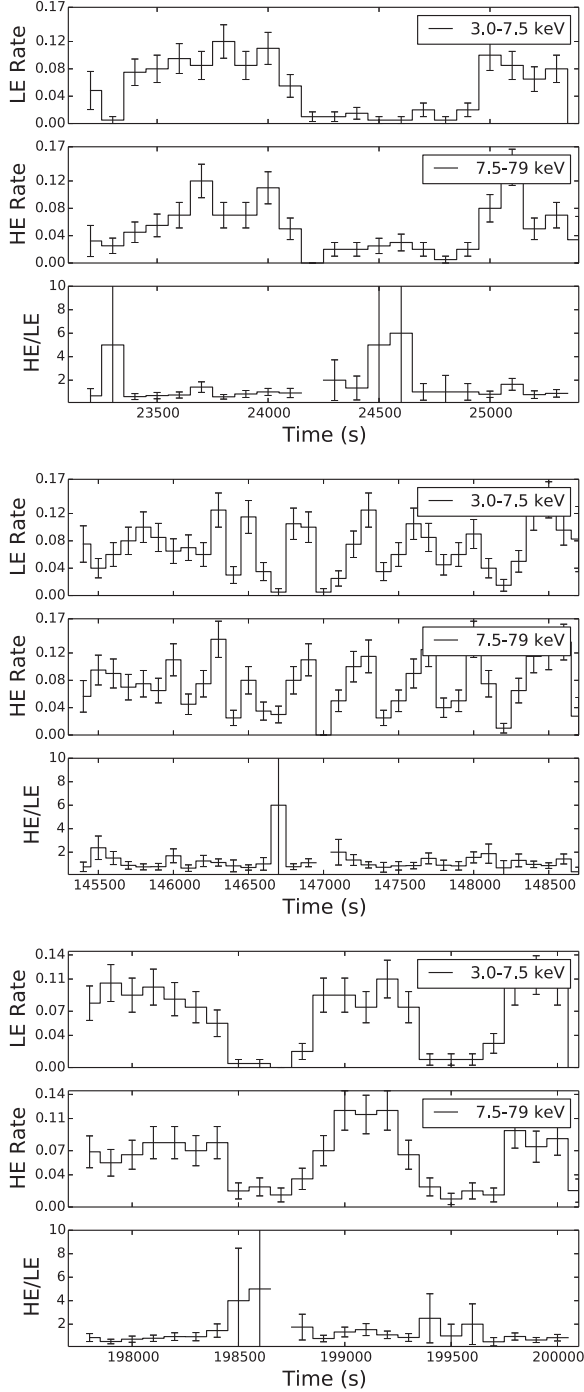 0.17
0.12
0.08
0.04
0.00
LE Rate
3.0-7.5 keV
0.17
0.12
0.08
0.04
0.00
HE Rate
7.5-79 keV
10
8
6
4
2
HE/LE
23500 24000 24500 25000
Time (s)
0.17
0.12
0.08
0.04
0.00
LE Rate
3.0-7.5 keV
0.17
0.12
0.08
0.04
0.00
HE Rate
7.5-79 keV
10
8
6
4
2
HE/LE
145500 146000 146500 147000 147500 148000 148500
Time (s)
0.14
0.11
0.07
0.04
0.00
LE Rate
3.0-7.5 keV
0.14
0.11
0.07
0.04
0.00
HE Rate
7.5-79 keV
10
8
6
4
2
HE/LE
198000 198500 199000 199500 200000
Time (s)